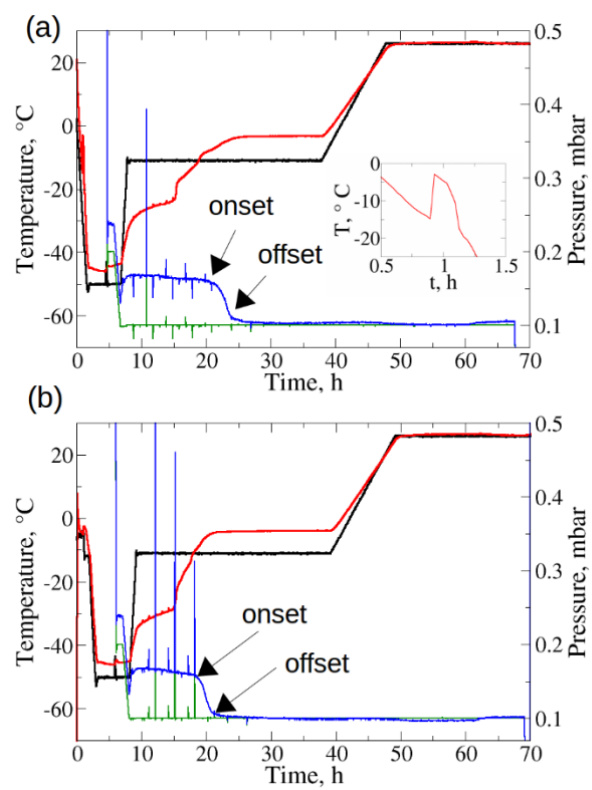 (a)
Temperature, °C
20
0
-20
-40
-60
0.5
0.4
0.3
0.2
0.1
Pressure, mbar
onset
offset
T, ° C
0
-10
-20
0.5
1
1.5
t, h
0 10 20 30 40 50 60 70
Time, h
(b)
Temperature, °C
20
0
-20
-40
-60
0.5
0.4
0.3
0.2
0.1
Pressure, mbar
onset
offset
0 10 20 30 40 50 60 70
Time, h